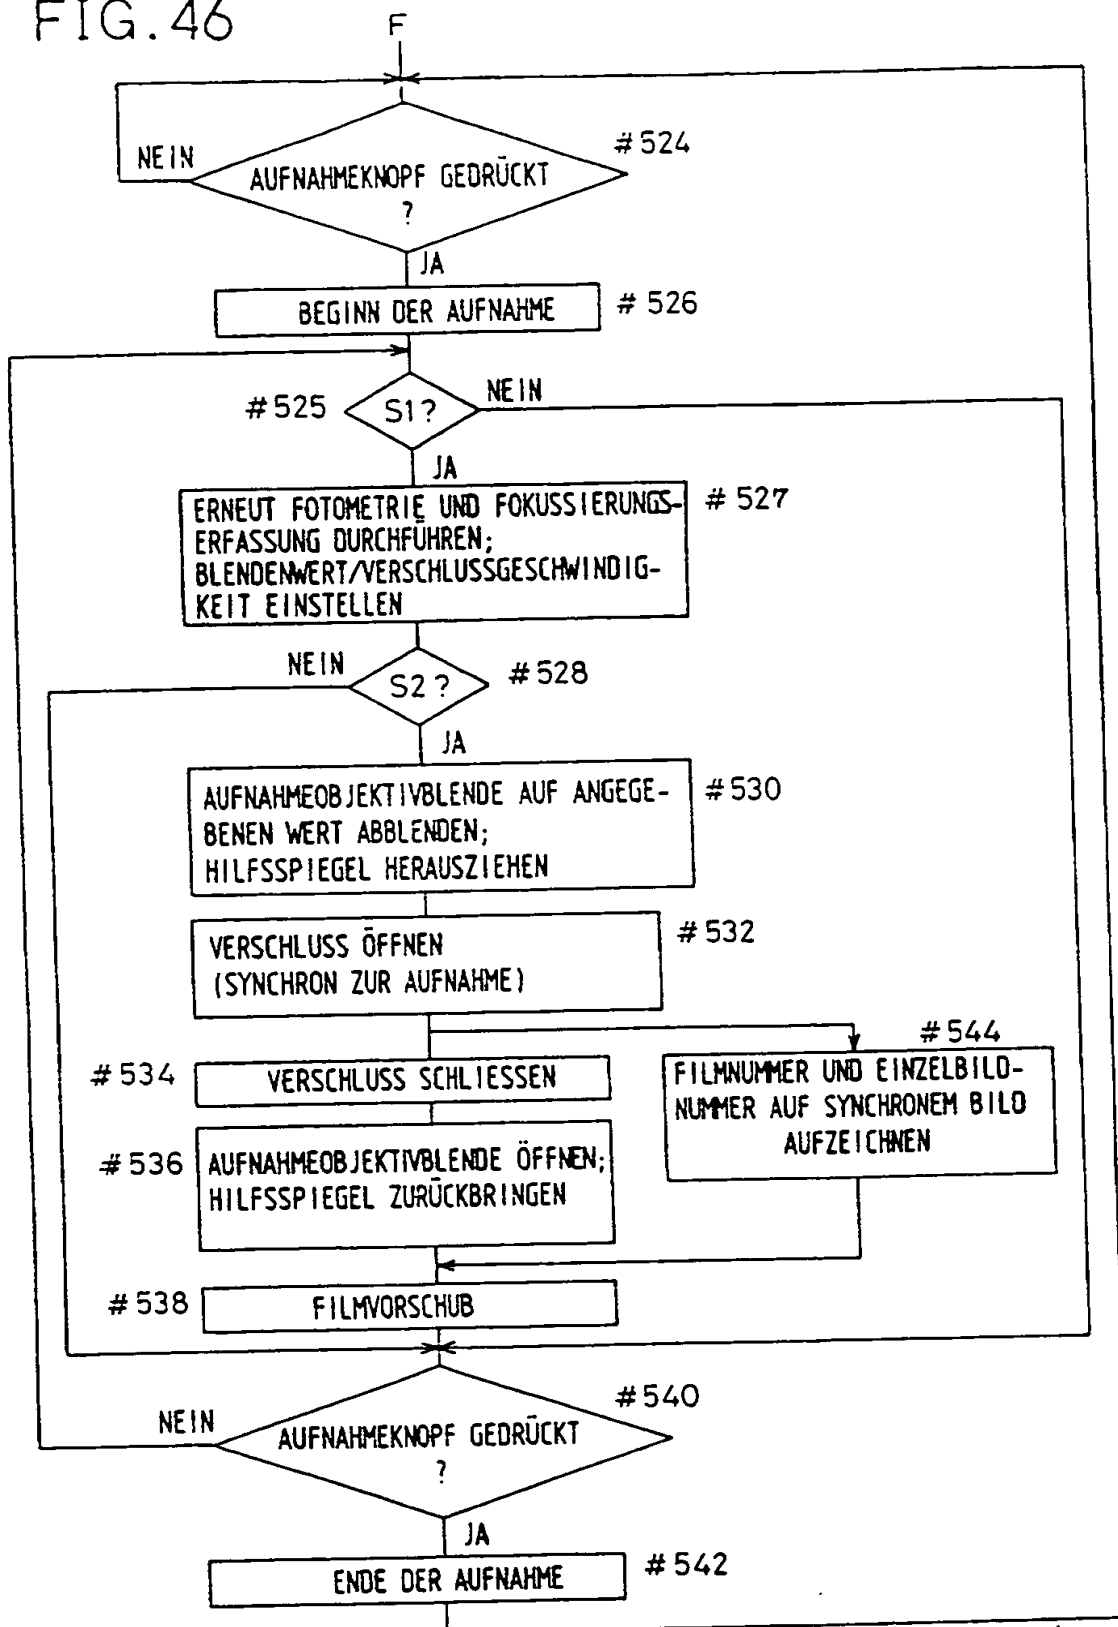 FIG. 46
F
NEIN
#524
AUFNAHMEKNOPF GEDRÜCKT
?
JA
BEGINN DER AUFNAHME
#526
#525
S1?
NEIN
JA
ERNEUT FOTOMETRIE UND FOKUSSIERUNGS-
ERFASSUNG DURCHFÜHREN;
BLENDENWERT/VERSCHLUSSGESCHWINDIG-
KEIT EINSTELLEN
#527
NEIN
S2?
#528
JA
AUFNAHMEOBJEKTIVBLENDE AUF ANGEGE-
BENEN WERT ABBLENDEN;
HILFSSPIEGEL HERAUSZIEHEN
#530
VERSCHLUSS ÖFFNEN
(SYNCHRON ZUR AUFNAHME)
#532
#534
VERSCHLUSS SCHLIESSEN
#544
FILMNUMMER UND EINZELBILD-
NUMMER AUF SYNCHRONEM BILD
AUFZEICHNEN
#536
AUFNAHMEOBJEKTIVBLENDE ÖFFNEN;
HILFSSPIEGEL ZURÜCKBRINGEN
#538
FILMVORSCHUB
NEIN
#540
AUFNAHMEKNOPF GEDRÜCKT
?
JA
ENDE DER AUFNAHME
#542